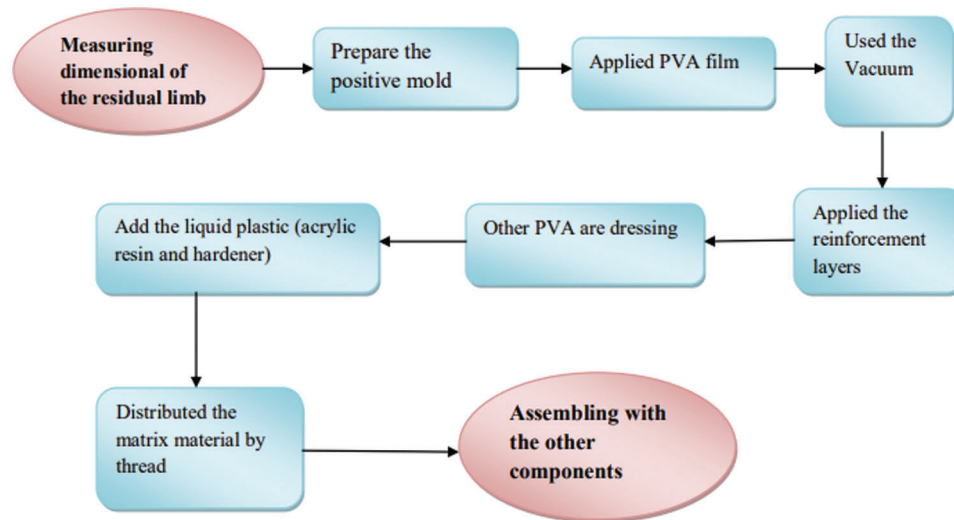 Measuring
dimensional of
the residual limb
Prepare the
positive mold
Applied PVA film
Used the
Vacuum
Applied the
reinforcement
layers
Other PVA are dressing
Add the liquid plastic (acrylic
resin and hardener)
Distributed the
matrix material by
thread
Assembling with
the other
components